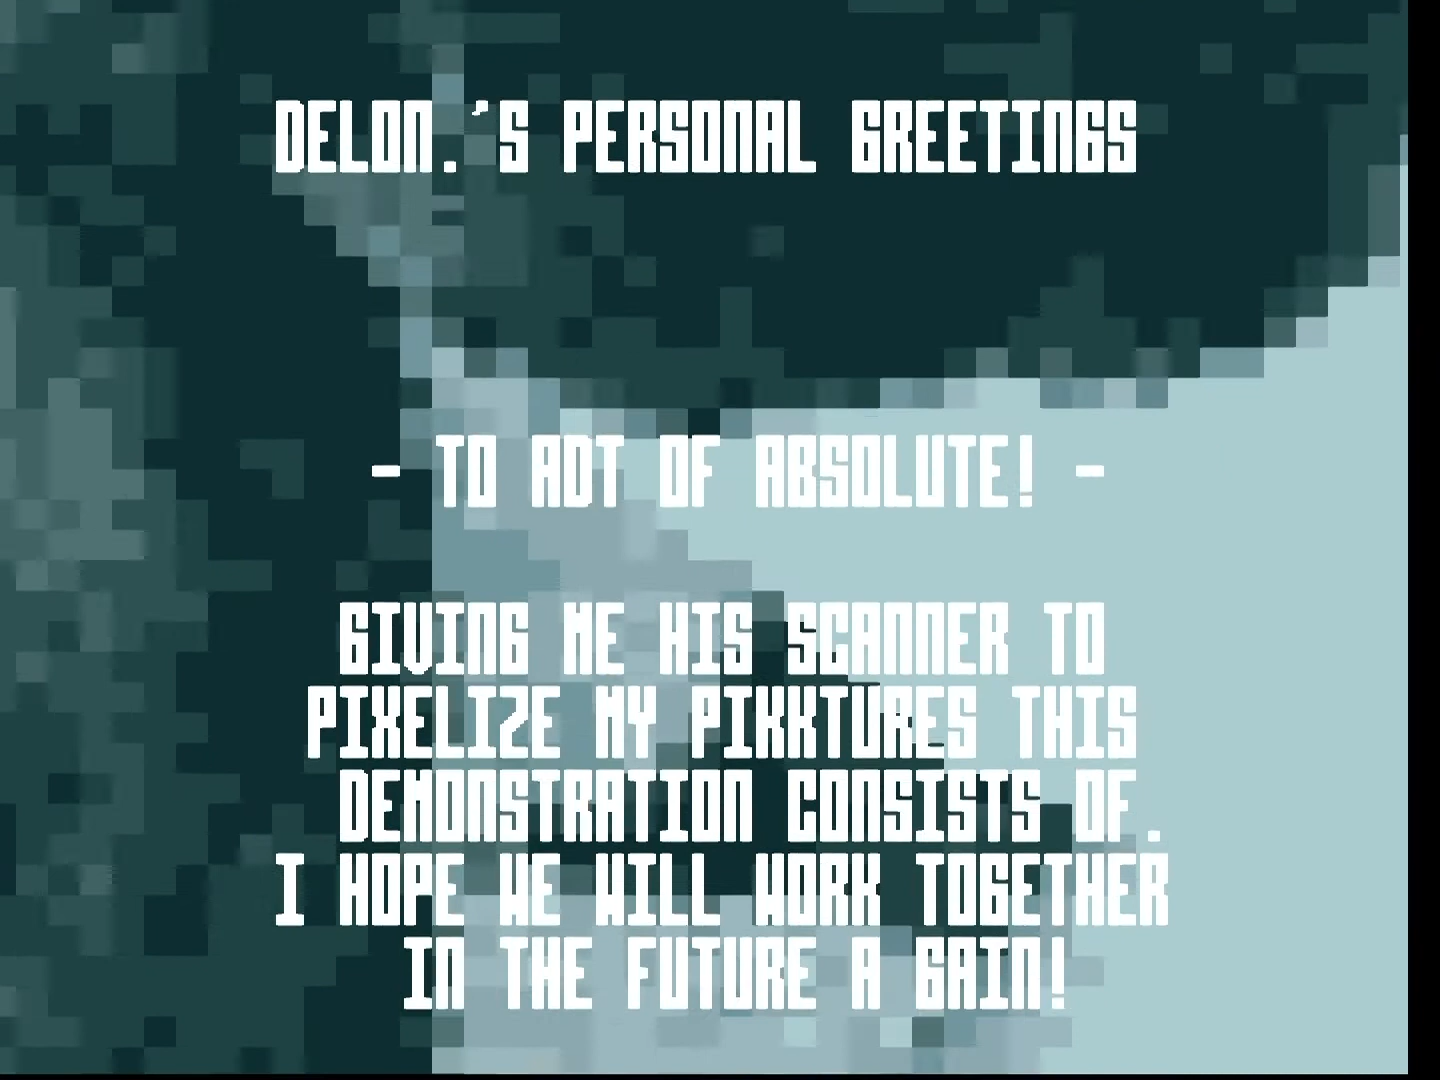 DELON.'S PERSONAL GREETINGS
- TO ADT OF ABSOLUTE! -
GIVING ME HIS SCANNER TO
PIXELIZE MY PIKKTURES THIS
DEMONSTRATION CONSISTS OF.
I HOPE WE WILL WORK TOGETHER
IN THE FUTURE A GAIN!